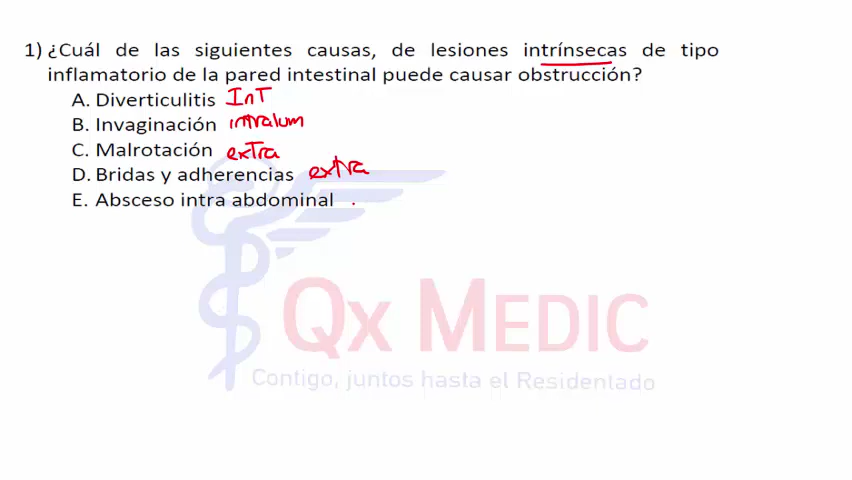 1) ¿Cuál de las siguientes causas, de lesiones intrínsecas de tipo
inflamatorio de la pared intestinal puede causar obstrucción?
A. Diverticulitis InT
B. Invaginación intralum
C. Malrotación extra
D. Bridas y adherencias extra
E. Absceso intra abdominal
Qx MEDIC
Contigo, juntos hasta el Residentado